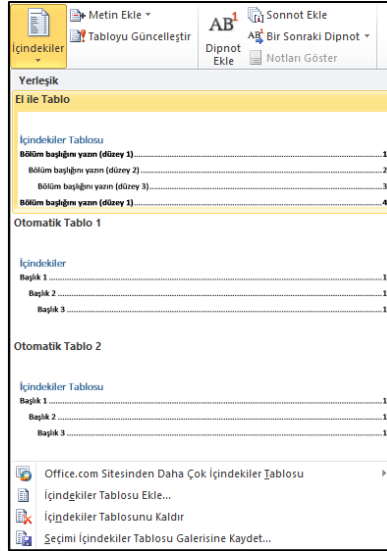 İçindekiler
Metin Ekle
Tabloyu Güncelleştir
AB1
Dipnot
Ekle
Sonnot Ekle
AB Bir Sonraki Dipnot
Notları Göster
Yerleşik
El ile Tablo
İçindekiler Tablosu
Bölüm başlığını yazın (düzey 1)........1
Bölüm başlığını yazın (düzey 2)........2
Bölüm başlığını yazın (düzey 3)........3
Bölüm başlığını yazın (düzey 1)........4
Otomatik Tablo 1
İçindekiler
Başlık 1........1
Başlık 2........1
Başlık 3........1
Otomatik Tablo 2
İçindekiler Tablosu
Başlık 1........1
Başlık 2........1
Başlık 3........1
Office.com Sitesinden Daha Çok İçindekiler Tablosu
İçindekiler Tablosu Ekle...
İçindekiler Tablosunu Kaldır
Seçimi İçindekiler Tablosu Galerisine Kaydet...